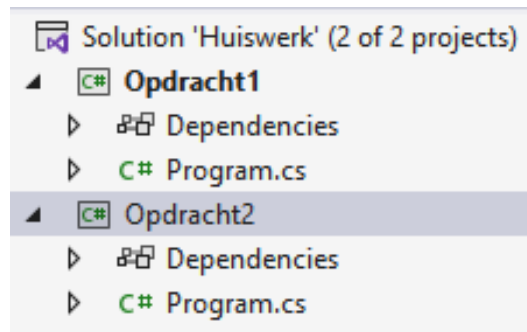 Solution 'Huiswerk' (2 of 2 projects)
C# Opdracht1
Dependencies
C# Program.cs
C# Opdracht2
Dependencies
C# Program.cs